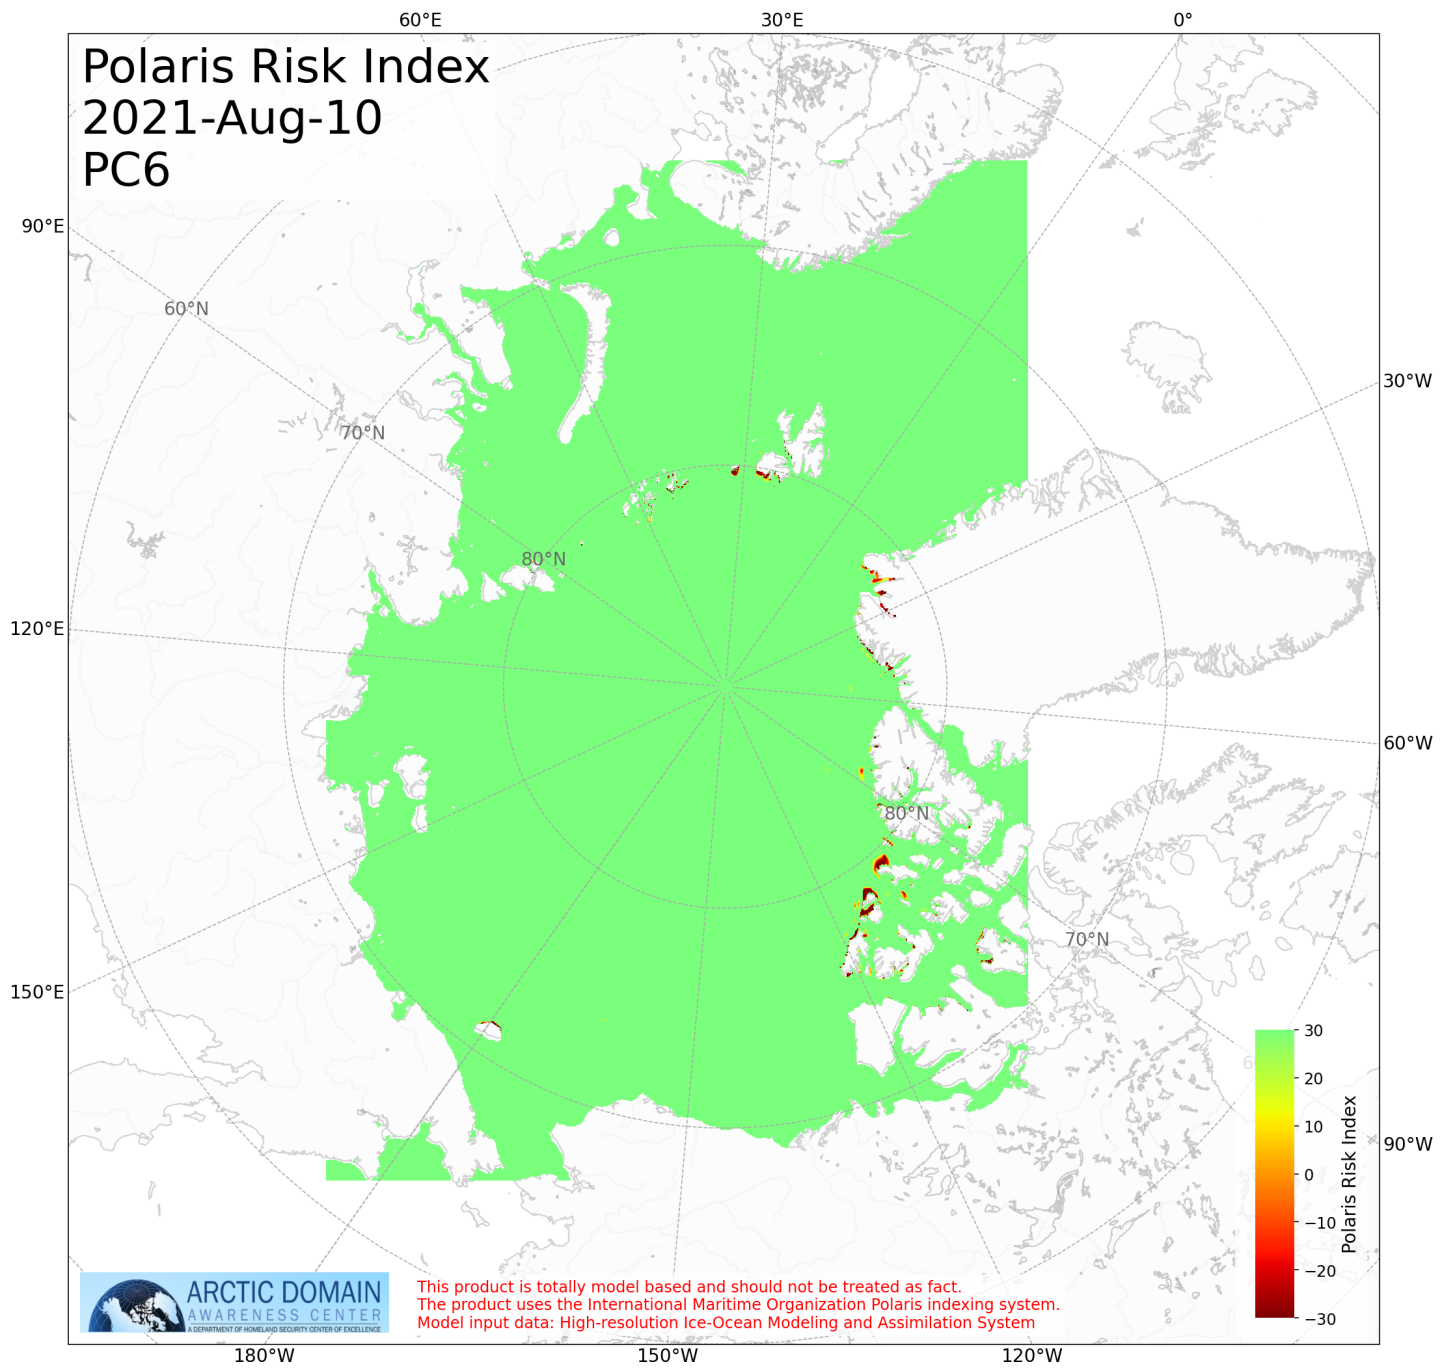 60°E
30°E
0°
Polaris Risk Index
2021-Aug-10
PC6
90°E
60°N
30°W
70°N
80°N
120°E
60°W
80°N
70°N
150°E
30
20
10
0
−10
−20
−30
Polaris Risk Index
90°W
ARCTIC DOMAIN
AWARENESS CENTER
A DEPARTMENT OF HOMELAND SECURITY CENTER OF EXCELLENCE
This product is totally model based and should not be treated as fact.
The product uses the International Maritime Organization Polaris indexing system.
Model input data: High-resolution Ice-Ocean Modeling and Assimilation System
180°W
150°W
120°W